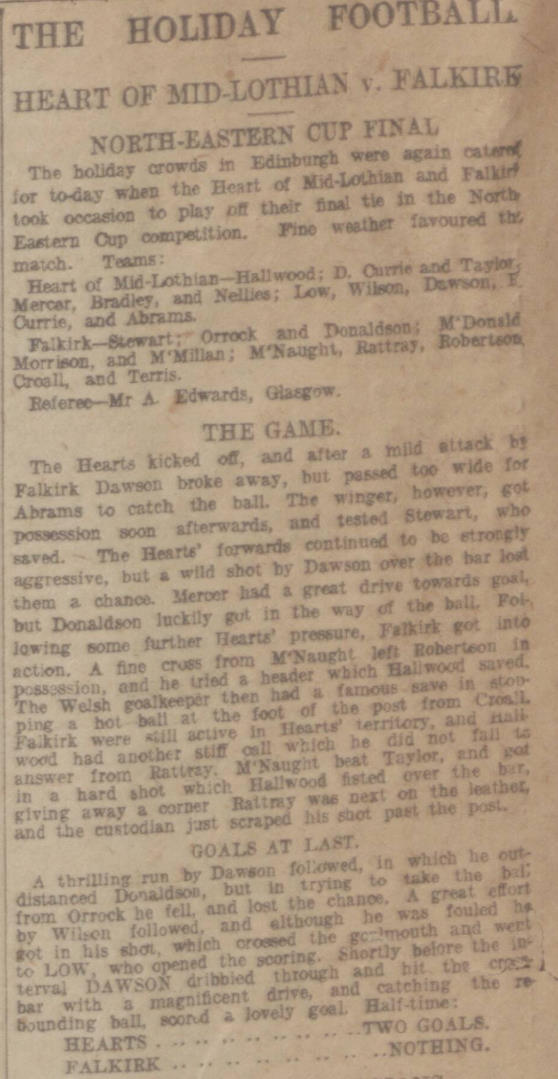 THE HOLIDAY FOOTBALL
HEART OF MID-LOTHIAN v. FALKIRK
NORTH-EASTERN CUP FINAL
The holiday crowds in Edinburgh were again catered
for to-day when the Heart of Mid-Lothian and Falkirk
took occasion to play off their final tie in the North
Eastern Cup competition. Fine weather favoured the
match. Teams:
Heart of Mid-Lothian—Hallwood; D. Currie and Taylor;
Mercer, Bradley, and Nellies; Low, Wilson, Dawson, E.
Currie, and Abrams.
Falkirk—Stewart; Orrock and Donaldson; M'Donald
Morrison, and M'Millan; M'Naught, Rattray, Robertson,
Croall, and Terris.
Referee—Mr A. Edwards, Glasgow.
THE GAME.
The Hearts kicked off, and after a mild attack by
Falkirk Dawson broke away, but passed too wide for
Abrams to catch the ball. The winger, however, got
possession soon afterwards, and tested Stewart, who
saved. The Hearts' forwards continued to be strongly
aggressive, but a wild shot by Dawson over the bar lost
them a chance. Mercer had a great drive towards goal,
but Donaldson luckily got in the way of the ball. Fol-
lowing some further Hearts' pressure, Falkirk got into
action. A fine cross from M'Naught left Robertson in
possession, and he tried a header which Hallwood saved.
The Welsh goalkeeper then had a famous save in stop-
ping a hot ball at the foot of the post from Croall.
Falkirk were still active in Hearts' territory, and Hall-
wood had another stiff call which he did not fail to
answer from Rattray. M'Naught beat Taylor, and got
in a hard shot which Hallwood fisted over the bar,
giving away a corner Rattray was next on the leather,
and the custodian just scraped his shot past the post.
GOALS AT LAST.
A thrilling run by Dawson followed, in which he out-
distanced Donaldson, but in trying to take the ball
from Orrock he fell, and lost the chance. A great effort
by Wilson followed, and although he was fouled he
got in his shot, which crossed the goalmouth and went
to LOW, who opened the scoring. Shortly before the in-
terval DAWSON dribbled through and hit the cross-
bar with a magnificent drive, and catching the re-
bounding ball, scored a lovely goal. Half-time:
HEARTS .. .. .. .. .. .. .. ..TWO GOALS.
FALKIRK .. .. .. .. .. .. .. ..NOTHING.